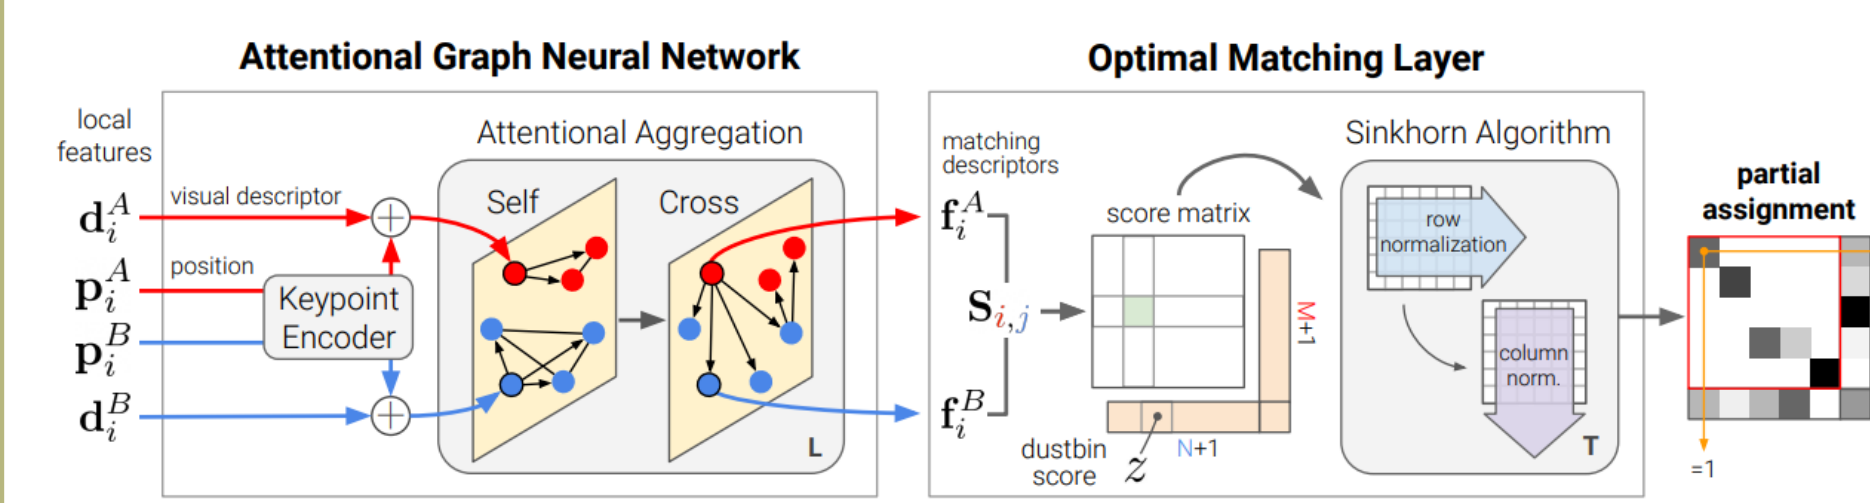 Attentional Graph Neural Network
Optimal Matching Layer
local
features
Attentional Aggregation
matching
descriptors
Sinkhorn Algorithm
partial
assignment
visual descriptor
position
Keypoint
Encoder
Self
Cross
L
d_i^A
p_i^A
p_i^B
d_i^B
f_i^A
S_{i,j}
f_i^B
score matrix
M+1
N+1
dustbin
score
z
row
normalization
column
norm.
T
=1